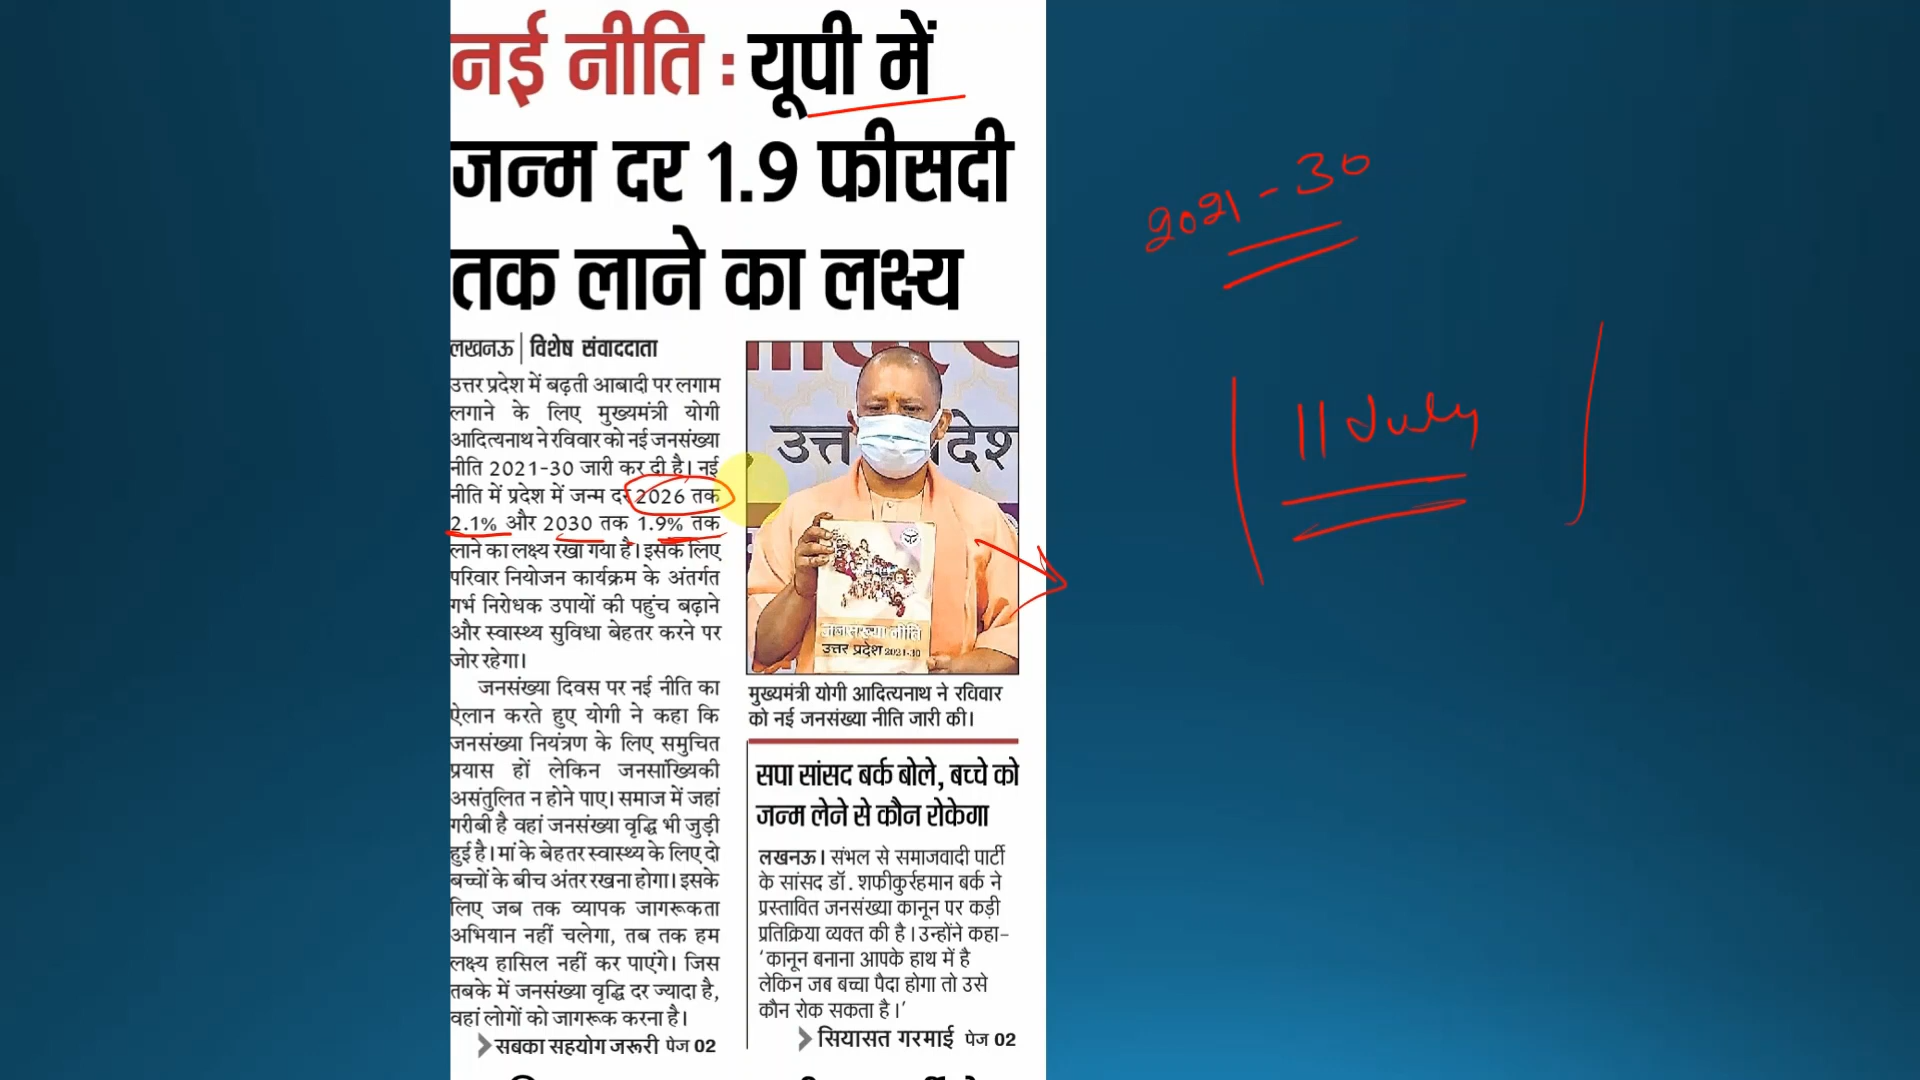 नई नीति : यूपी में
जन्म दर 1.9 फीसदी
तक लाने का लक्ष्य
लखनऊ | विशेष संवाददाता
उत्तर प्रदेश में बढ़ती आबादी पर लगाम
लगाने के लिए मुख्यमंत्री योगी
आदित्यनाथ ने रविवार को नई जनसंख्या
नीति 2021-30 जारी कर दी है। नई
नीति में प्रदेश में जन्म दर 2026 तक
2.1% और 2030 तक 1.9% तक
लाने का लक्ष्य रखा गया है। इसके लिए
परिवार नियोजन कार्यक्रम के अंतर्गत
गर्भ निरोधक उपायों की पहुंच बढ़ाने
और स्वास्थ्य सुविधा बेहतर करने पर
जोर रहेगा।
जनसंख्या दिवस पर नई नीति का
ऐलान करते हुए योगी ने कहा कि
जनसंख्या नियंत्रण के लिए समुचित
प्रयास हों लेकिन जनसांख्यिकी
असंतुलित न होने पाए। समाज में जहां
गरीबी है वहां जनसंख्या वृद्धि भी जुड़ी
हुई है। मां के बेहतर स्वास्थ्य के लिए दो
बच्चों के बीच अंतर रखना होगा। इसके
लिए जब तक व्यापक जागरूकता
अभियान नहीं चलेगा, तब तक हम
लक्ष्य हासिल नहीं कर पाएंगे। जिस
तबके में जनसंख्या वृद्धि दर ज्यादा है,
वहां लोगों को जागरूक करना है।
सबका सहयोग जरूरी पेज 02
जनसंख्या नीति
उत्तर प्रदेश 2021-30
मुख्यमंत्री योगी आदित्यनाथ ने रविवार
को नई जनसंख्या नीति जारी की।
सपा सांसद बर्क बोले, बच्चे को
जन्म लेने से कौन रोकेगा
लखनऊ। संभल से समाजवादी पार्टी
के सांसद डॉ. शफीकुर्रहमान बर्क ने
प्रस्तावित जनसंख्या कानून पर कड़ी
प्रतिक्रिया व्यक्त की है। उन्होंने कहा-
‘कानून बनाना आपके हाथ में है
लेकिन जब बच्चा पैदा होगा तो उसे
कौन रोक सकता है।’
सियासत गरमाई पेज 02
2021-30
11 July